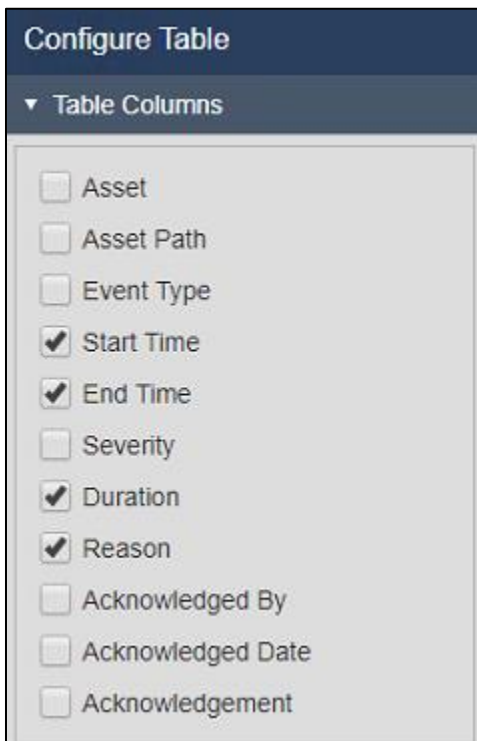 Configure Table
Table Columns
Asset
Asset Path
Event Type
Start Time
End Time
Severity
Duration
Reason
Acknowledged By
Acknowledged Date
Acknowledgement